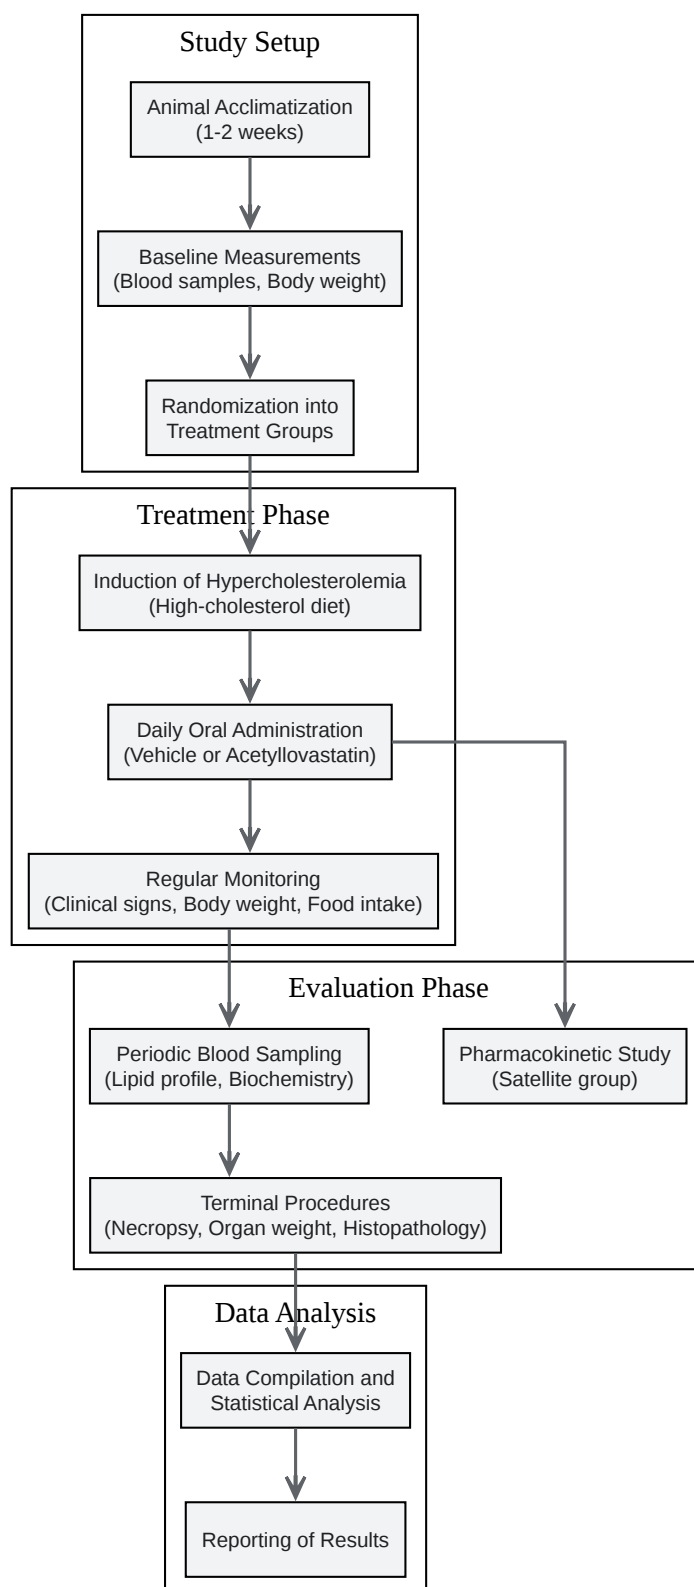 Study Setup
Animal Acclimatization
(1-2 weeks)
Baseline Measurements
(Blood samples, Body weight)
Randomization into
Treatment Groups
Treatment Phase
Induction of Hypercholesterolemia
(High-cholesterol diet)
Daily Oral Administration
(Vehicle or Acetyllovastatin)
Regular Monitoring
(Clinical signs, Body weight, Food intake)
Evaluation Phase
Periodic Blood Sampling
(Lipid profile, Biochemistry)
Pharmacokinetic Study
(Satellite group)
Terminal Procedures
(Necropsy, Organ weight, Histopathology)
Data Analysis
Data Compilation and
Statistical Analysis
Reporting of Results